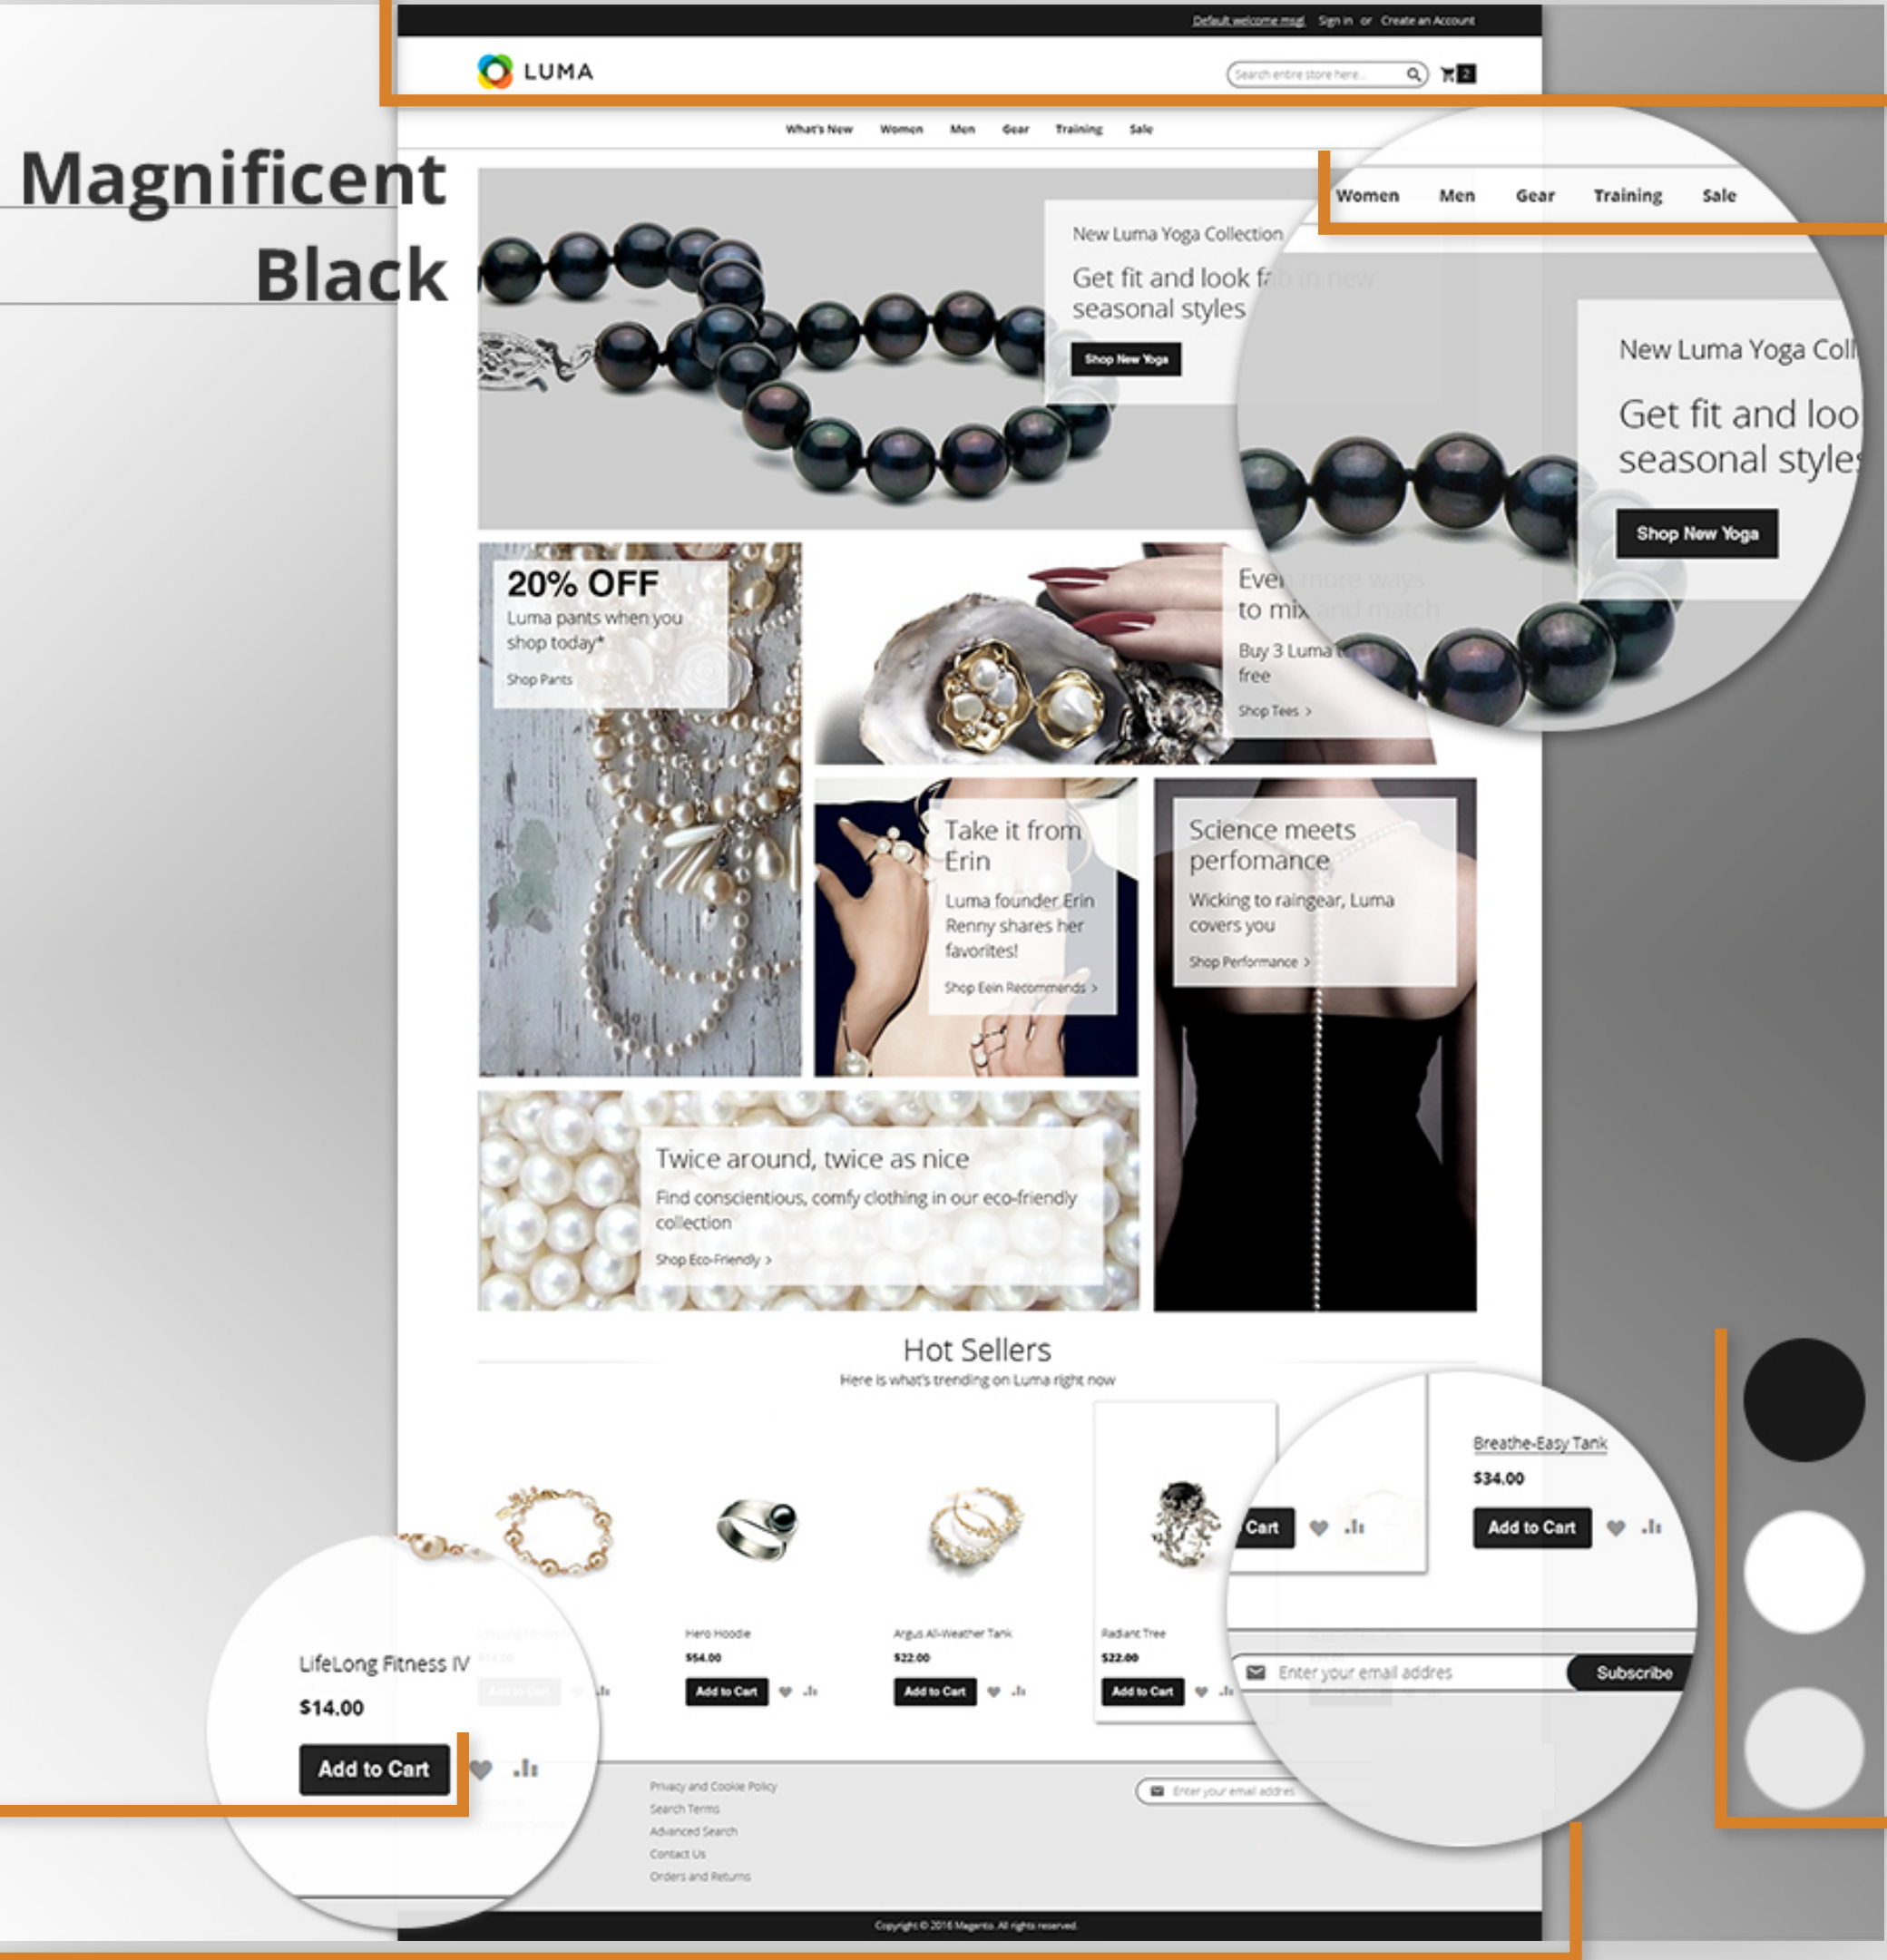 Default welcome msg! Sign in or Create an Account
LUMA
Search entire store here...
2
What's New Women Men Gear Training Sale
Magnificent
Black
Women Men Gear Training Sale
New Luma Yoga Collection
Get fit and look fab in new
seasonal styles
Shop New Yoga
New Luma Yoga Coll
Get fit and loo
seasonal styles
Shop New Yoga
20% OFF
Luma pants when you
shop today*
Shop Pants
Even more ways
to mix and match
Buy 3 Luma
free
Shop Tees >
Take it from
Erin
Luma founder Erin
Renny shares her
favorites!
Shop Eein Recommends >
Science meets
perfomance
Wicking to raingear, Luma
covers you
Shop Performance >
Twice around, twice as nice
Find conscientious, comfy clothing in our eco-friendly
collection
Shop Eco-Friendly >
Hot Sellers
Here is what's trending on Luma right now
LifeLong Fitness IV
$14.00
Add to Cart
Hero Hoodie
$54.00
Add to Cart
Argus All-Weather Tank
$22.00
Add to Cart
Radiant Tree
$22.00
Add to Cart
Cart
Breathe-Easy Tank
$34.00
Add to Cart
Enter your email addres
Subscribe
Privacy and Cookie Policy
Search Terms
Advanced Search
Contact Us
Orders and Returns
Enter your email addres
Copyright © 2016 Magento. All rights reserved.